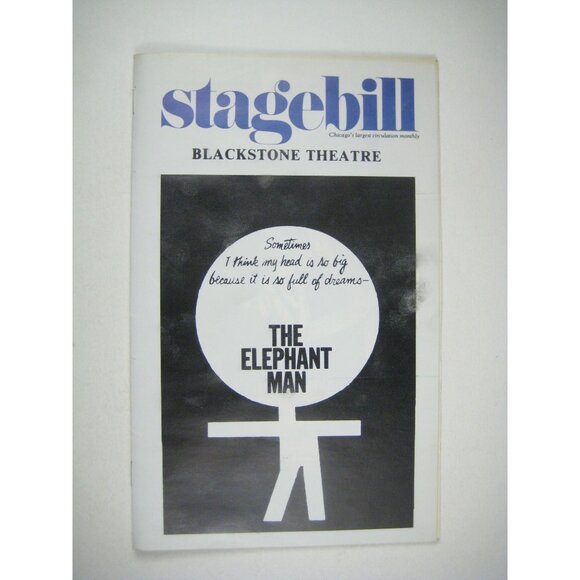 stagebill
Chicago's largest circulation monthly
BLACKSTONE THEATRE
Sometimes
I think my head is so big
because it is so full of dreams—
THE
ELEPHANT
MAN